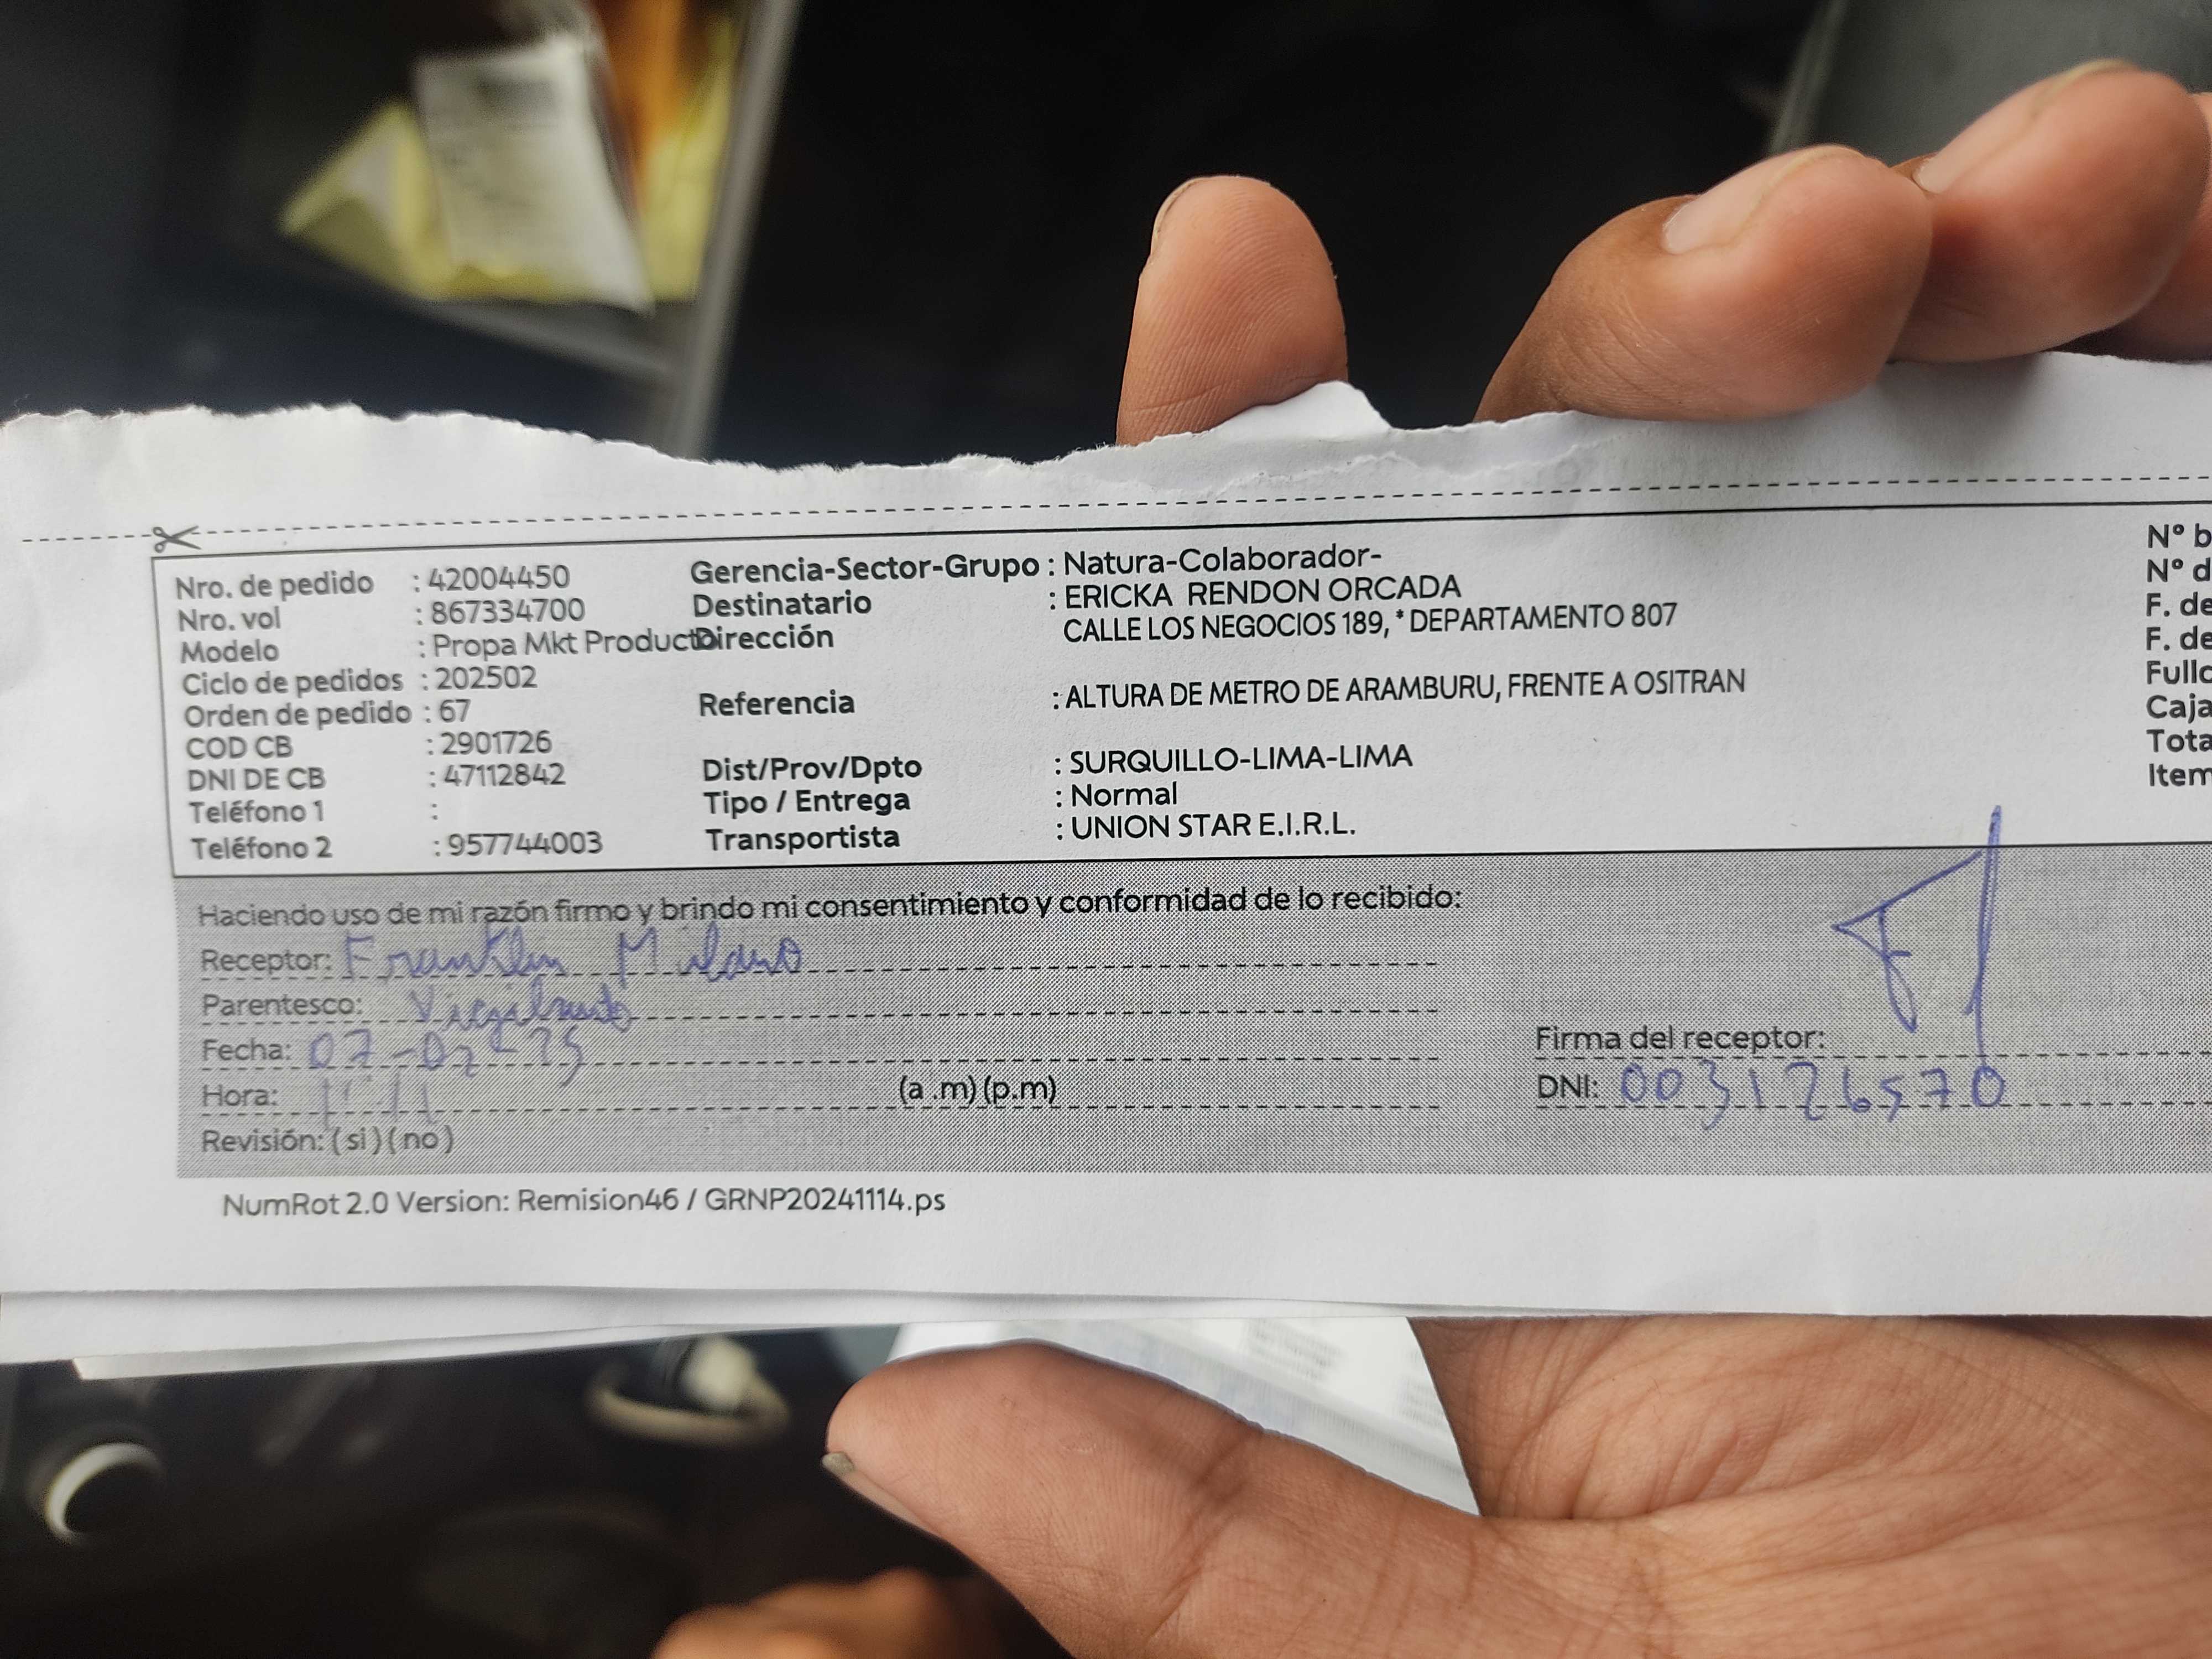 Nro. de pedido : 42004450
Nro. vol : 867334700
Modelo : Propa Mkt Producto
Ciclo de pedidos : 202502
Orden de pedido : 67
COD CB : 2901726
DNI DE CB : 47112842
Teléfono 1 :
Teléfono 2 : 957744003
Gerencia-Sector-Grupo : Natura-Colaborador-
Destinatario : ERICKA RENDON ORCADA
Dirección CALLE LOS NEGOCIOS 189, * DEPARTAMENTO 807
Referencia : ALTURA DE METRO DE ARAMBURU, FRENTE A OSITRAN
Dist/Prov/Dpto : SURQUILLO-LIMA-LIMA
Tipo / Entrega : Normal
Transportista : UNION STAR E.I.R.L.
N° b
N° d
F. de
F. de
Fullc
Caja
Tota
Item
Haciendo uso de mi razón firmo y brindo mi consentimiento y conformidad de lo recibido:
Receptor: Franklin Milano
Parentesco: Vigilante
Fecha: 07-02-25
Hora: (a .m) (p.m)
Revisión: (si) (no)
Firma del receptor:
DNI: 003126570
NumRot 2.0 Version: Remision46 / GRNP20241114.ps